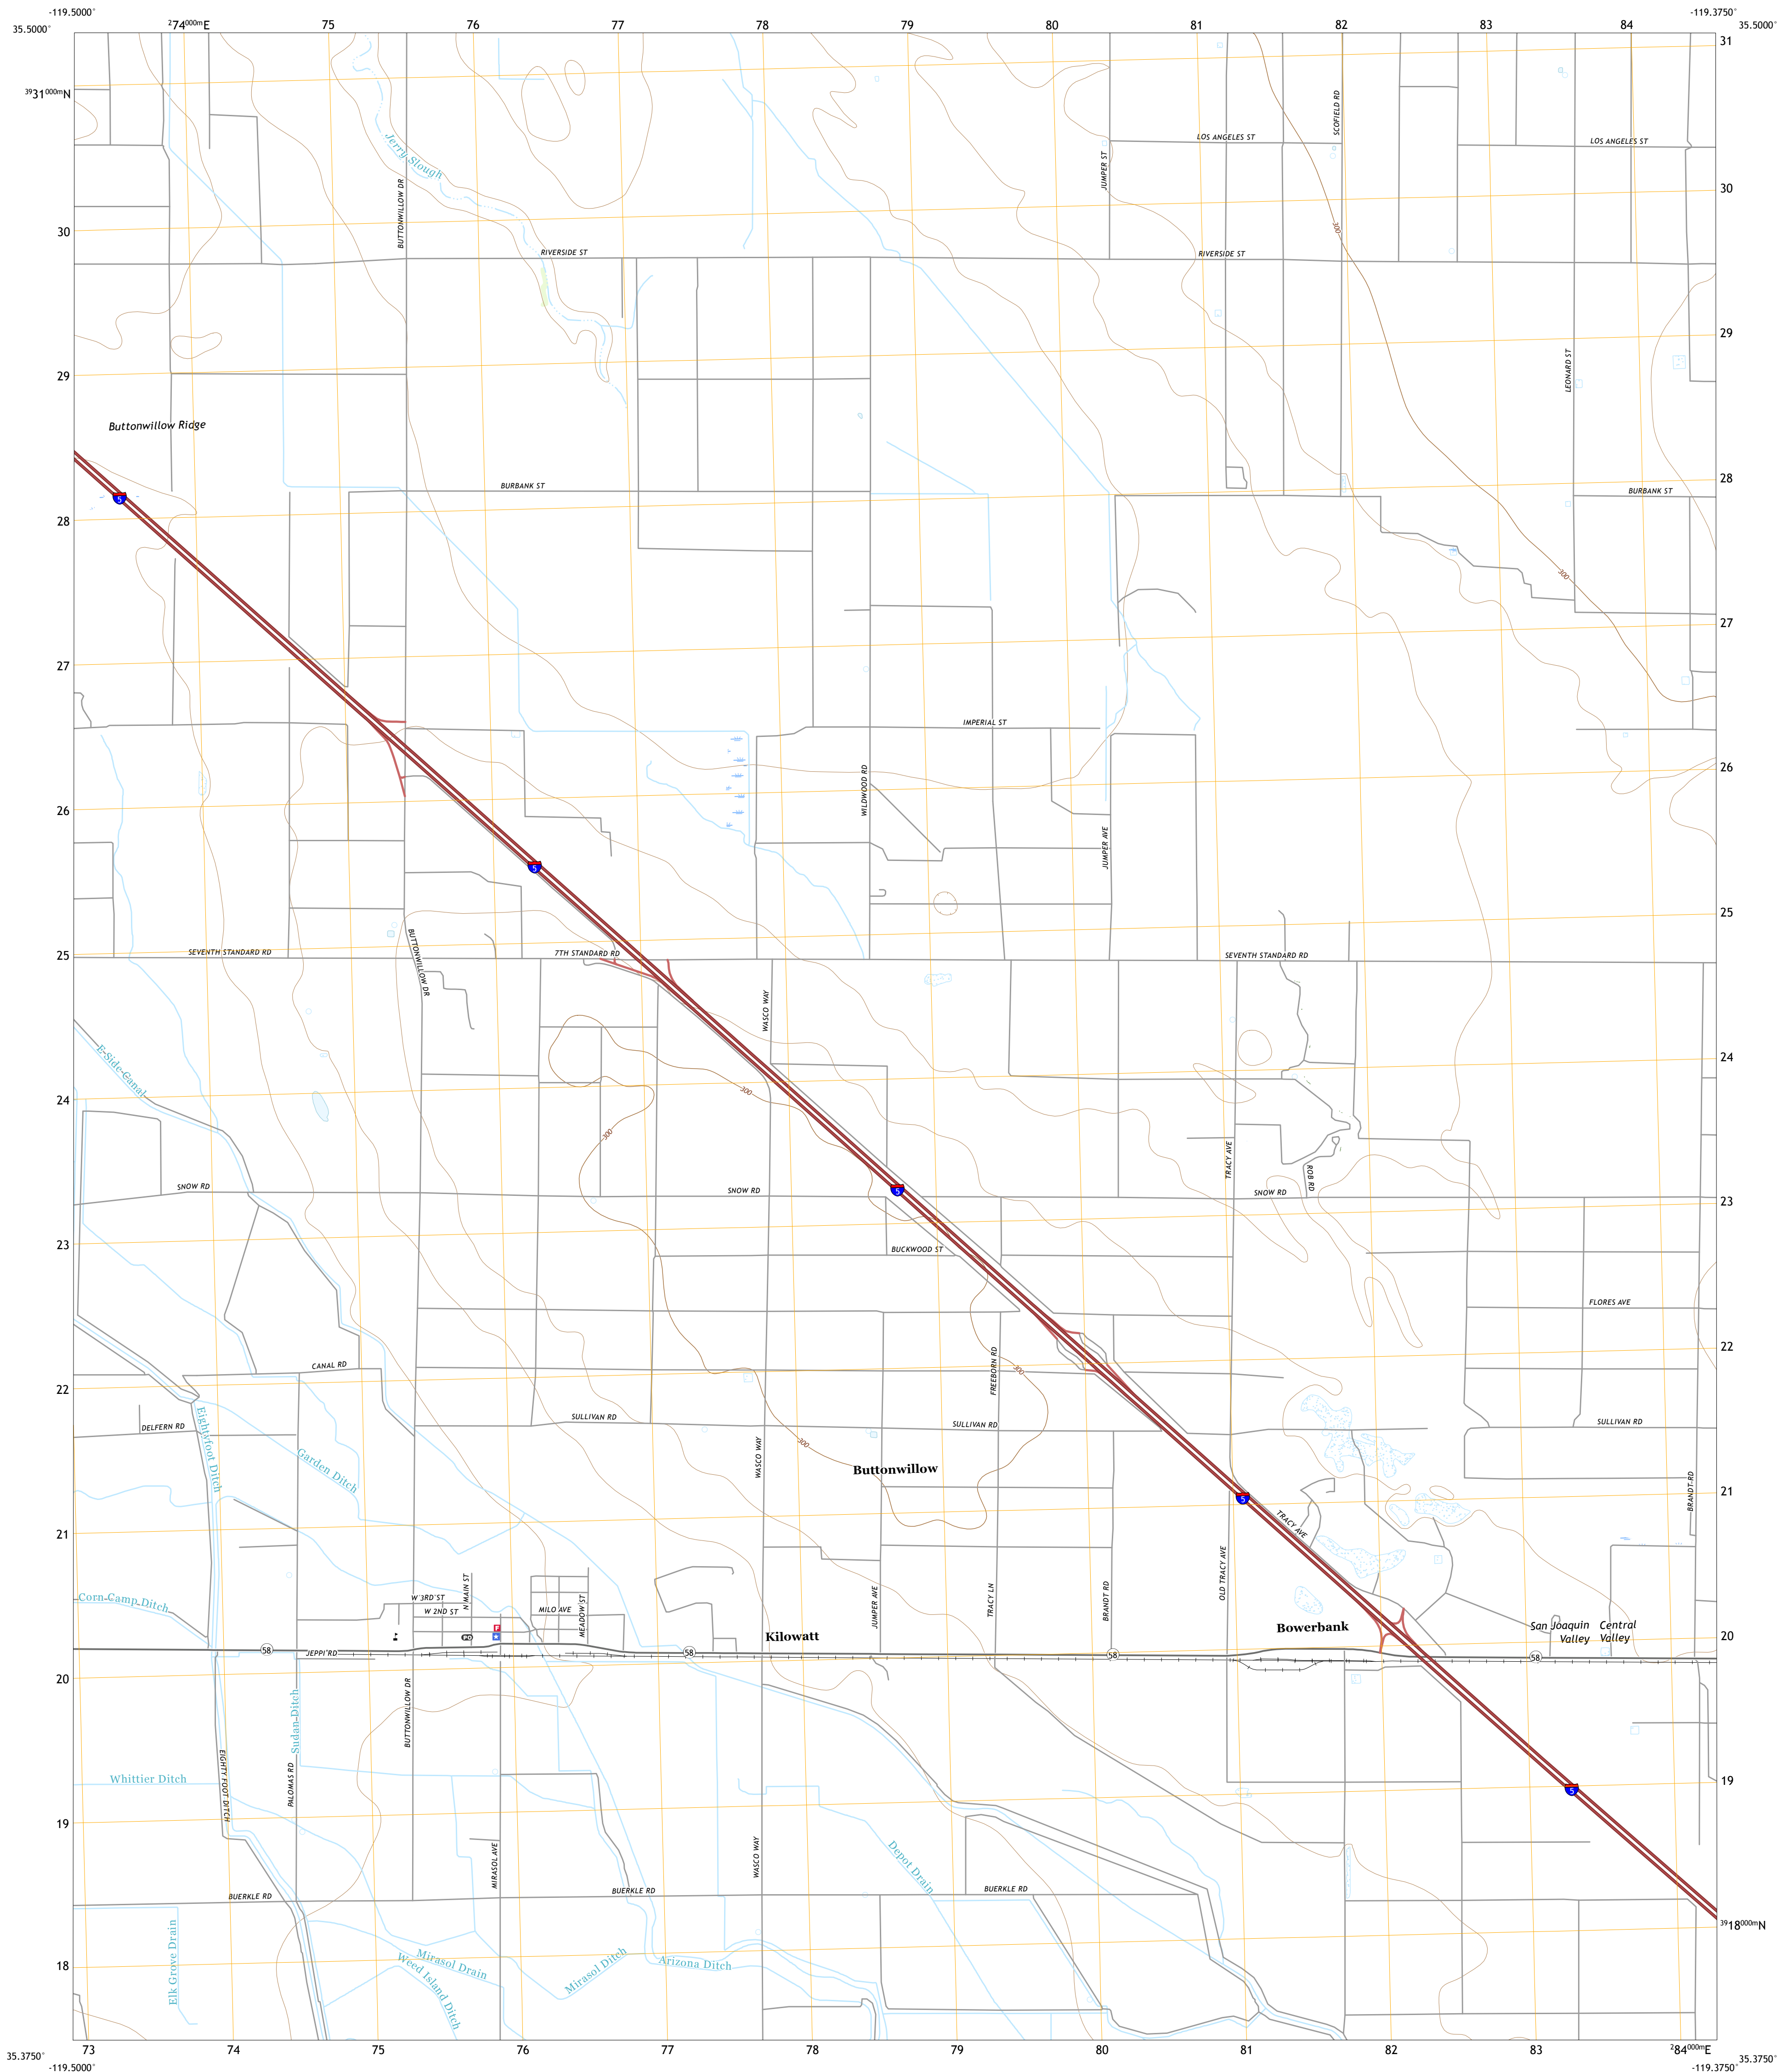 -119.5000° -119.3750°
35.5000° ²74⁰⁰⁰ᵐE 75 76 77 78 79 80 81 82 83 84 35.5000°
31
³⁹31⁰⁰⁰ᵐN
SCOFIELD RD
LOS ANGELES ST LOS ANGELES ST
Jerry Slough
JUMPER ST
30
BUTTONWILLOW DR
300
30
RIVERSIDE ST RIVERSIDE ST
29
29
LEONARD ST
Buttonwillow Ridge
28
BURBANK ST BURBANK ST
5
28
300
27
27
IMPERIAL ST
26
WILDWOOD RD
26
JUMPER AVE
5
25
BUTTONWILLOW DR
SEVENTH STANDARD RD 7TH STANDARD RD SEVENTH STANDARD RD
25
WASCO WAY
24
E Side Canal
300
24
300
TRACY AVE
ROB RD
SNOW RD SNOW RD SNOW RD
5
23
23
BUCKWOOD ST
FLORES AVE
22
CANAL RD
FREEBORN RD
300
22
SULLIVAN RD SULLIVAN RD SULLIVAN RD
DELFERN RD
Eightyfoot Ditch
300
WASCO WAY
Garden Ditch
Buttonwillow
BRANDT RD
21
5
TRACY AVE
21
OLD TRACY AVE
N MAIN ST
W 3RD ST
Corn Camp Ditch
MEADOW ST
JUMPER AVE
TRACY LN
BRANDT RD
W 2ND ST MILO AVE
F
PO
Kilowatt
Bowerbank
San Joaquin Valley
Central Valley
20
58 58 58 58
JEPPI RD
20
Sudan Ditch
BUTTONWILLOW DR
EIGHTY FOOT DITCH
PALOMAS RD
Whittier Ditch
19
5
19
MIRASOL AVE
WASCO WAY
Depot Drain
BUERKLE RD BUERKLE RD BUERKLE RD
³⁹18⁰⁰⁰ᵐN
Elk Grove Drain
Mirasol Drain
Weed Island Ditch
Mirasol Ditch
Arizona Ditch
18
35.3750° 73 74 75 76 77 78 79 80 81 82 83 84⁰⁰⁰ᵐE 35.3750°
-119.5000° -119.3750°